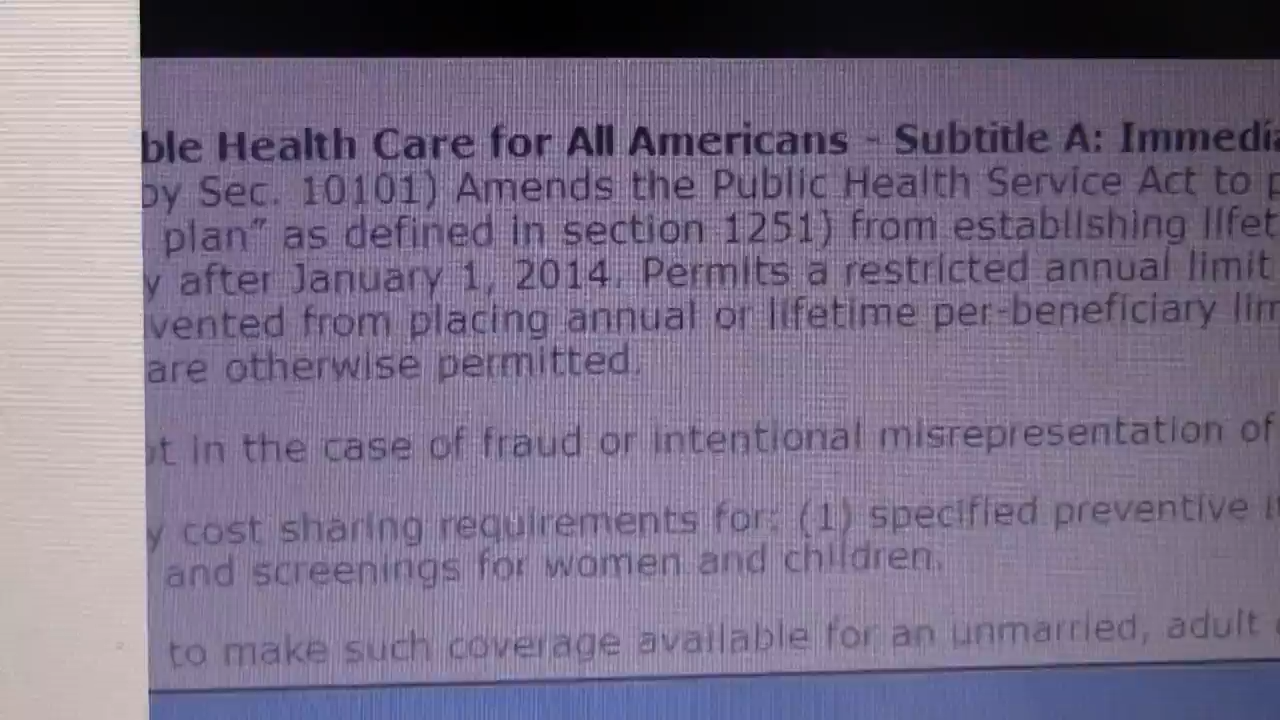 ble Health Care for All Americans - Subtitle A: Immedi
by Sec. 10101) Amends the Public Health Service Act to p
plan" as defined in section 1251) from establishing lifet
y after January 1, 2014. Permits a restricted annual limit
vented from placing annual or lifetime per-beneficiary lim
are otherwise permitted.
pt in the case of fraud or intentional misrepresentation of
y cost sharing requirements for: (1) specified preventive i
and screenings for women and children.
to make such coverage available for an unmarried, adult